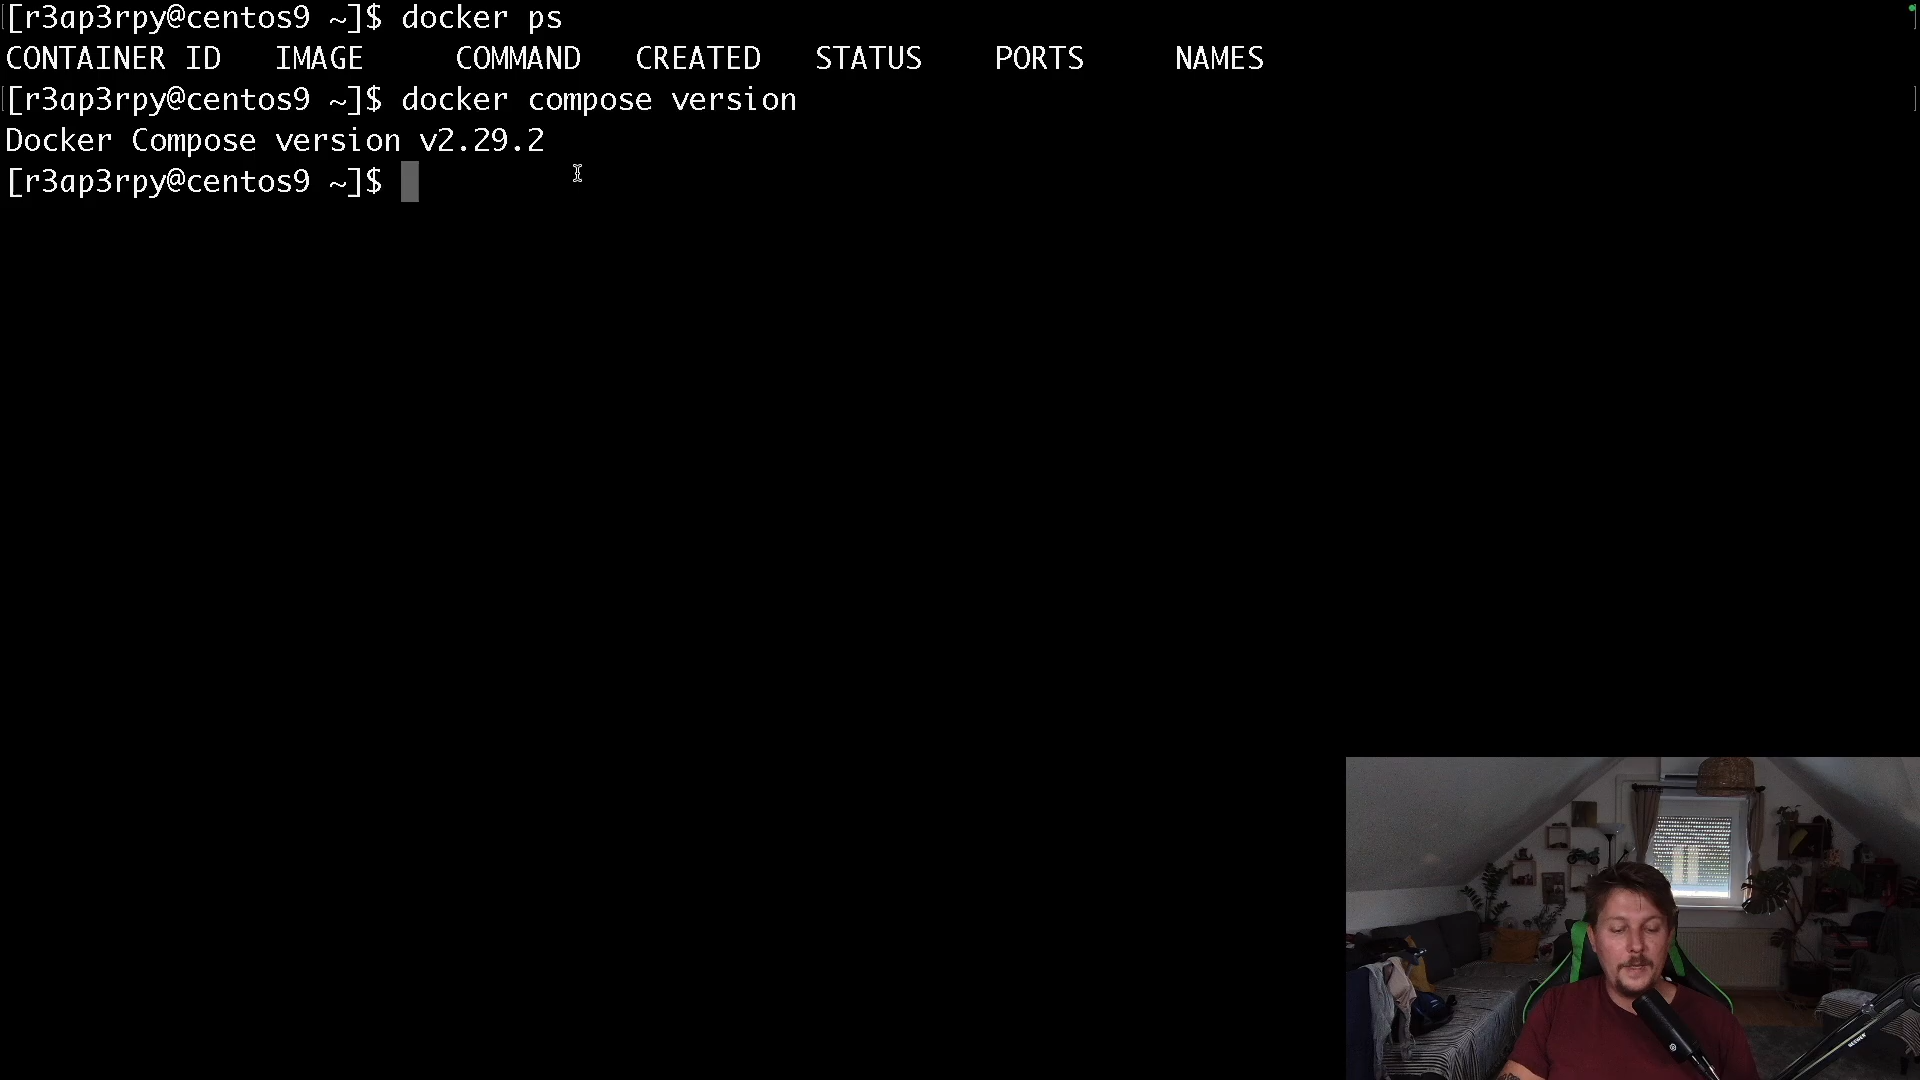 [r3ap3rpy@centos9 ~]$ docker ps
CONTAINER ID   IMAGE     COMMAND   CREATED   STATUS    PORTS     NAMES
[r3ap3rpy@centos9 ~]$ docker compose version
Docker Compose version v2.29.2
[r3ap3rpy@centos9 ~]$